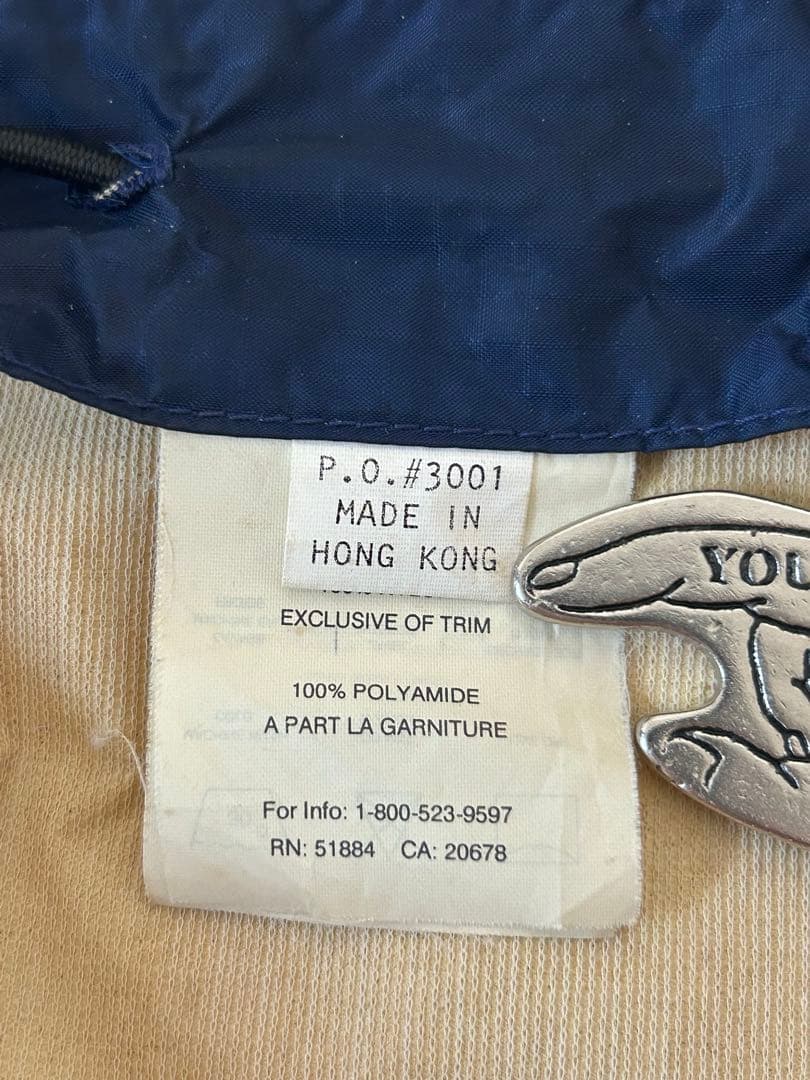 P.O.#3001
MADE IN
HONG KONG
EXCLUSIVE OF TRIM
100% POLYAMIDE
A PART LA GARNITURE
For Info: 1-800-523-9597
RN: 51884 CA: 20678
YOU